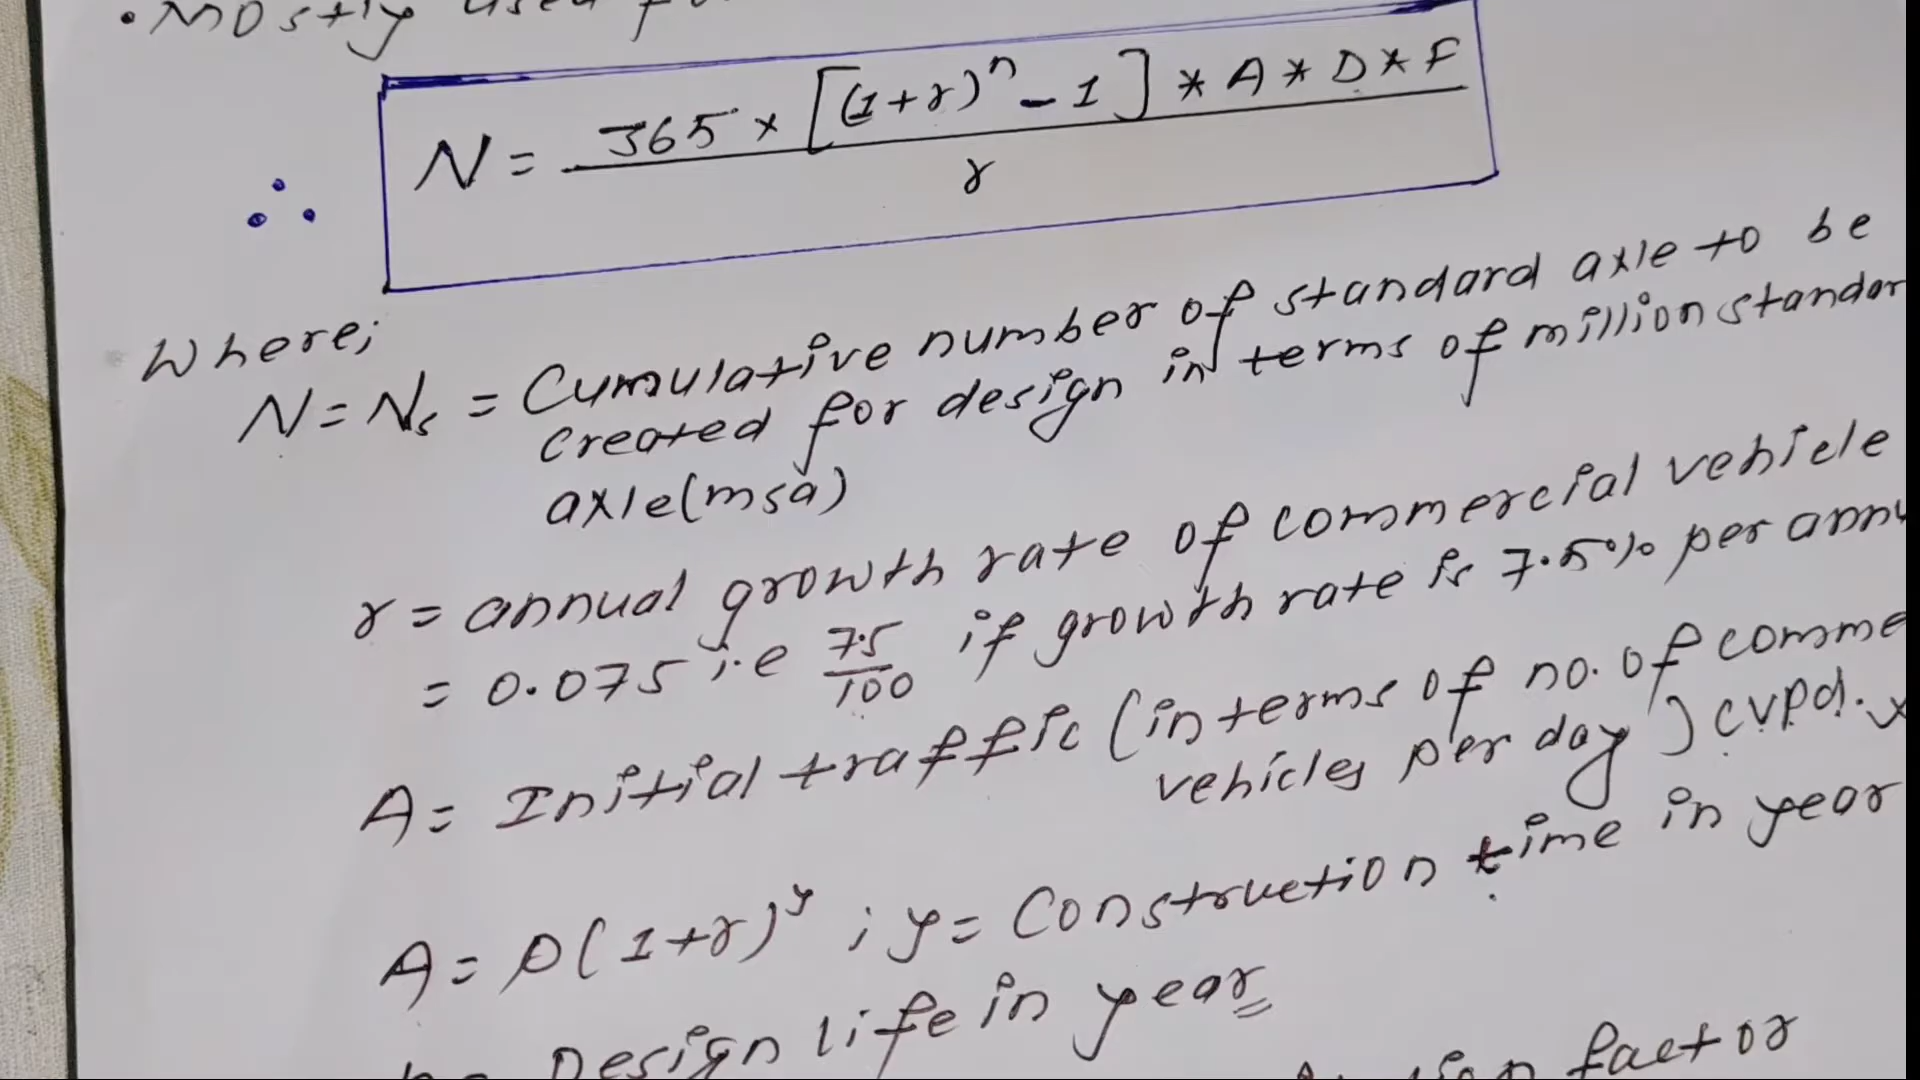 • Mostly used f
N = 365 × [(1+r)^n - 1] * A * D * F
r
∴
Where;
N = Ns = Cumulative number of standard axle to be
created for design in terms of million standar
axle(msa)
r = annual growth rate of commercial vehicle
= 0.075 i.e 7.5/100 if growth rate is 7.5% per annu
A = Initial traffic (in terms of no. of comme
vehicles per day) CVPd.
A = P(1+r)^y ; y = Construction time in year
Design life in year
factor